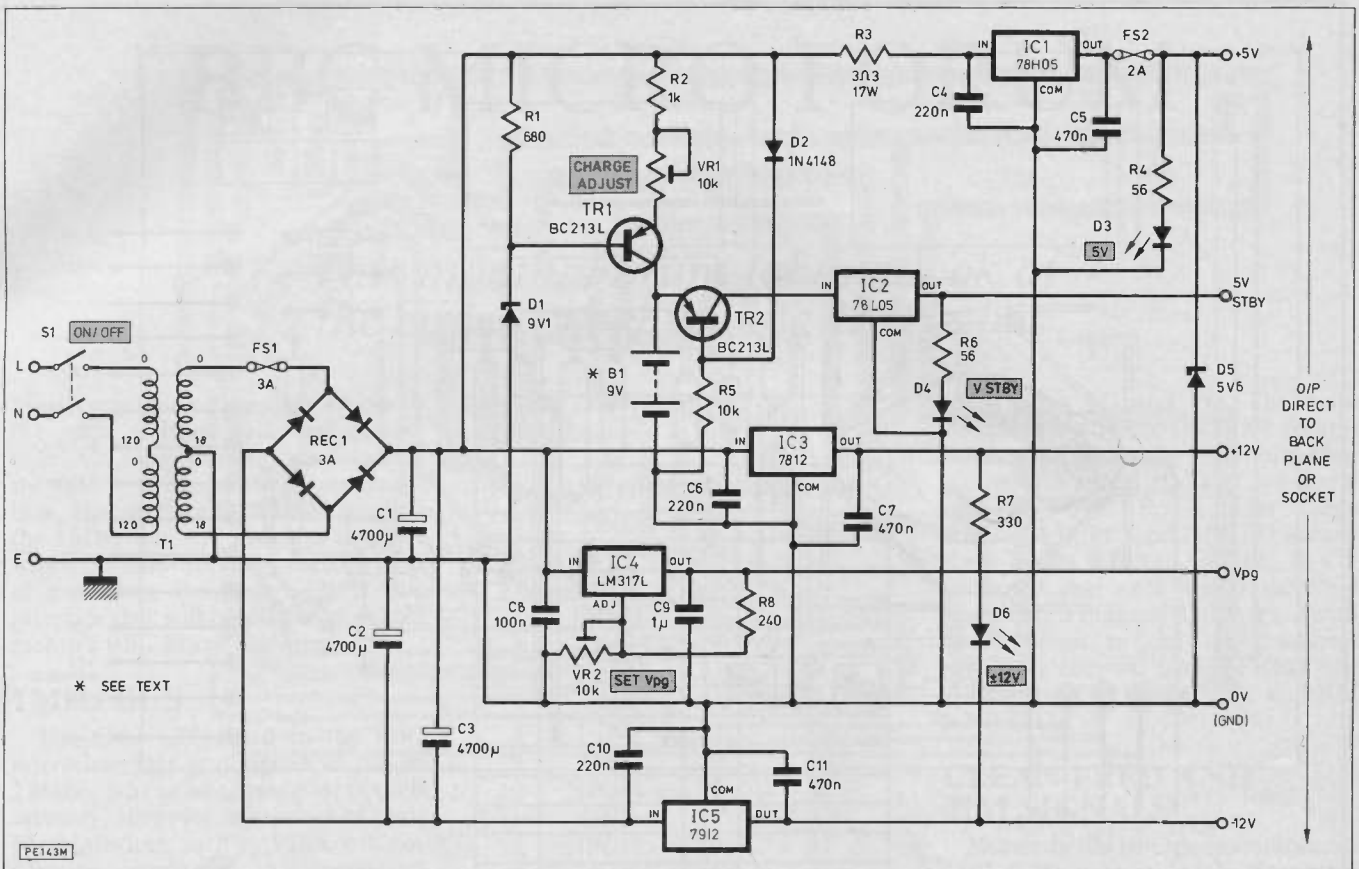 R3
3Ω3
17W
IN
IC1
78H05
OUT
FS2
2A
+5V
COM
C4
220n
C5
470n
R2
1k
R1
680
D2
1N4148
R4
56
CHARGE
ADJUST
VR1
10k
TR1
BC213L
D3
5V
IN
IC2
78L05
OUT
5V
STBY
COM
D1
9V1
TR2
BC213L
R6
56
S1
ON/OFF
FS1
3A
L
N
0
0
* B1
9V
R5
10k
D4
V STBY
D5
5V6
O/P
DIRECT
TO
BACK
PLANE
OR
SOCKET
120
18
0
0
REC1
3A
IN
IC3
7812
OUT
+12V
COM
C6
220n
C7
470n
R7
330
120
18
T1
C1
4700µ
E
IN
IC4
LM317L
OUT
Vpg
ADJ
C8
100n
C9
1µ
R8
240
D6
C2
4700µ
VR2
10k
SET Vpg
±12V
* SEE TEXT
0V
(GND)
C3
4700µ
C10
220n
C11
470n
COM
IN
IC5
7912
OUT
-12V
PE143M